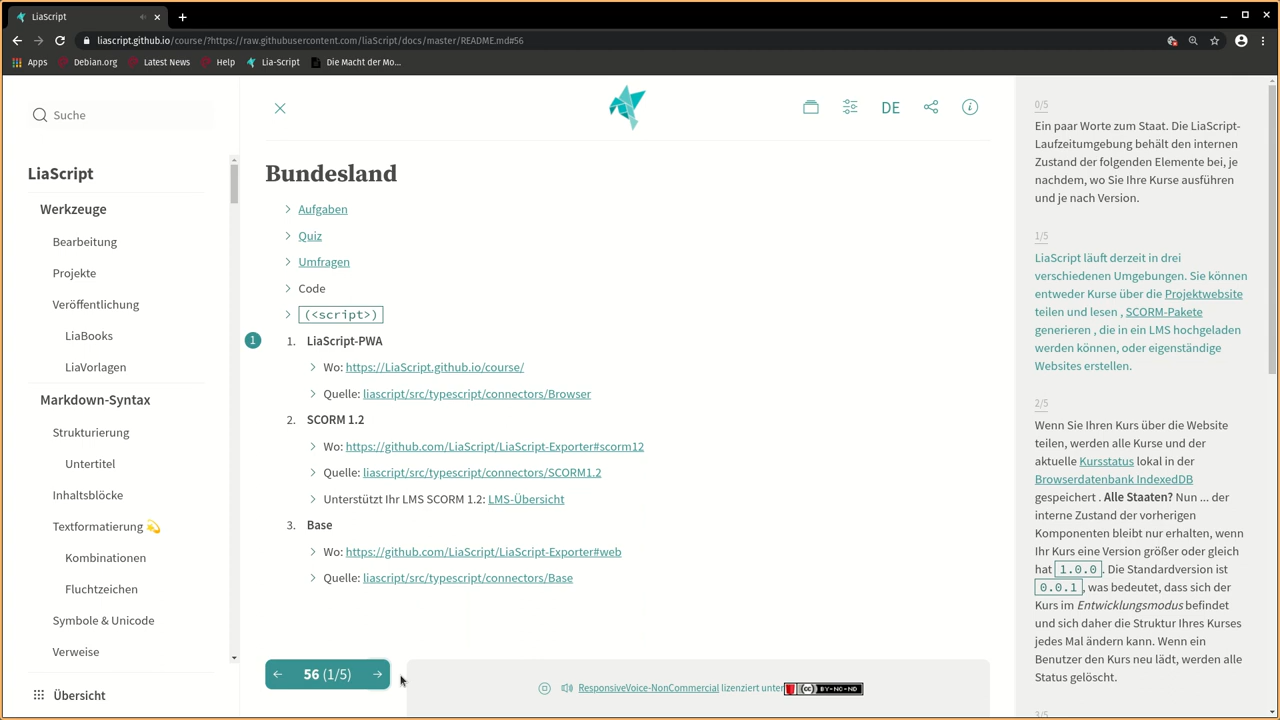 LiaScript
liascript.github.io/course/?https://raw.githubusercontent.com/liaScript/docs/master/README.md#56
Apps Debian.org Latest News Help Lia-Script Die Macht der Mo...
Suche
LiaScript
Werkzeuge
Bearbeitung
Projekte
Veröffentlichung
LiaBooks
LiaVorlagen
Markdown-Syntax
Strukturierung
Untertitel
Inhaltsblöcke
Textformatierung 💫
Kombinationen
Fluchtzeichen
Symbole & Unicode
Verweise
Übersicht
DE
Bundesland
Aufgaben
Quiz
Umfragen
Code
(<script>)
1
1. LiaScript-PWA
Wo: https://LiaScript.github.io/course/
Quelle: liascript/src/typescript/connectors/Browser
2. SCORM 1.2
Wo: https://github.com/LiaScript/LiaScript-Exporter#scorm12
Quelle: liascript/src/typescript/connectors/SCORM1.2
Unterstützt Ihr LMS SCORM 1.2: LMS-Übersicht
3. Base
Wo: https://github.com/LiaScript/LiaScript-Exporter#web
Quelle: liascript/src/typescript/connectors/Base
56 (1/5)
ResponsiveVoice-NonCommercial lizenziert unter
cc BY-NC-ND
0/5
Ein paar Worte zum Staat. Die LiaScript-
Laufzeitumgebung behält den internen
Zustand der folgenden Elemente bei, je
nachdem, wo Sie Ihre Kurse ausführen
und je nach Version.
1/5
LiaScript läuft derzeit in drei
verschiedenen Umgebungen. Sie können
entweder Kurse über die Projektwebsite
teilen und lesen , SCORM-Pakete
generieren , die in ein LMS hochgeladen
werden können, oder eigenständige
Websites erstellen.
2/5
Wenn Sie Ihren Kurs über die Website
teilen, werden alle Kurse und der
aktuelle Kursstatus lokal in der
Browserdatenbank IndexedDB
gespeichert . Alle Staaten? Nun ... der
interne Zustand der vorherigen
Komponenten bleibt nur erhalten, wenn
Ihr Kurs eine Version größer oder gleich
hat 1.0.0 . Die Standardversion ist
0.0.1 , was bedeutet, dass sich der
Kurs im Entwicklungsmodus befindet
und sich daher die Struktur Ihres Kurses
jedes Mal ändern kann. Wenn ein
Benutzer den Kurs neu lädt, werden alle
Status gelöscht.
3/5